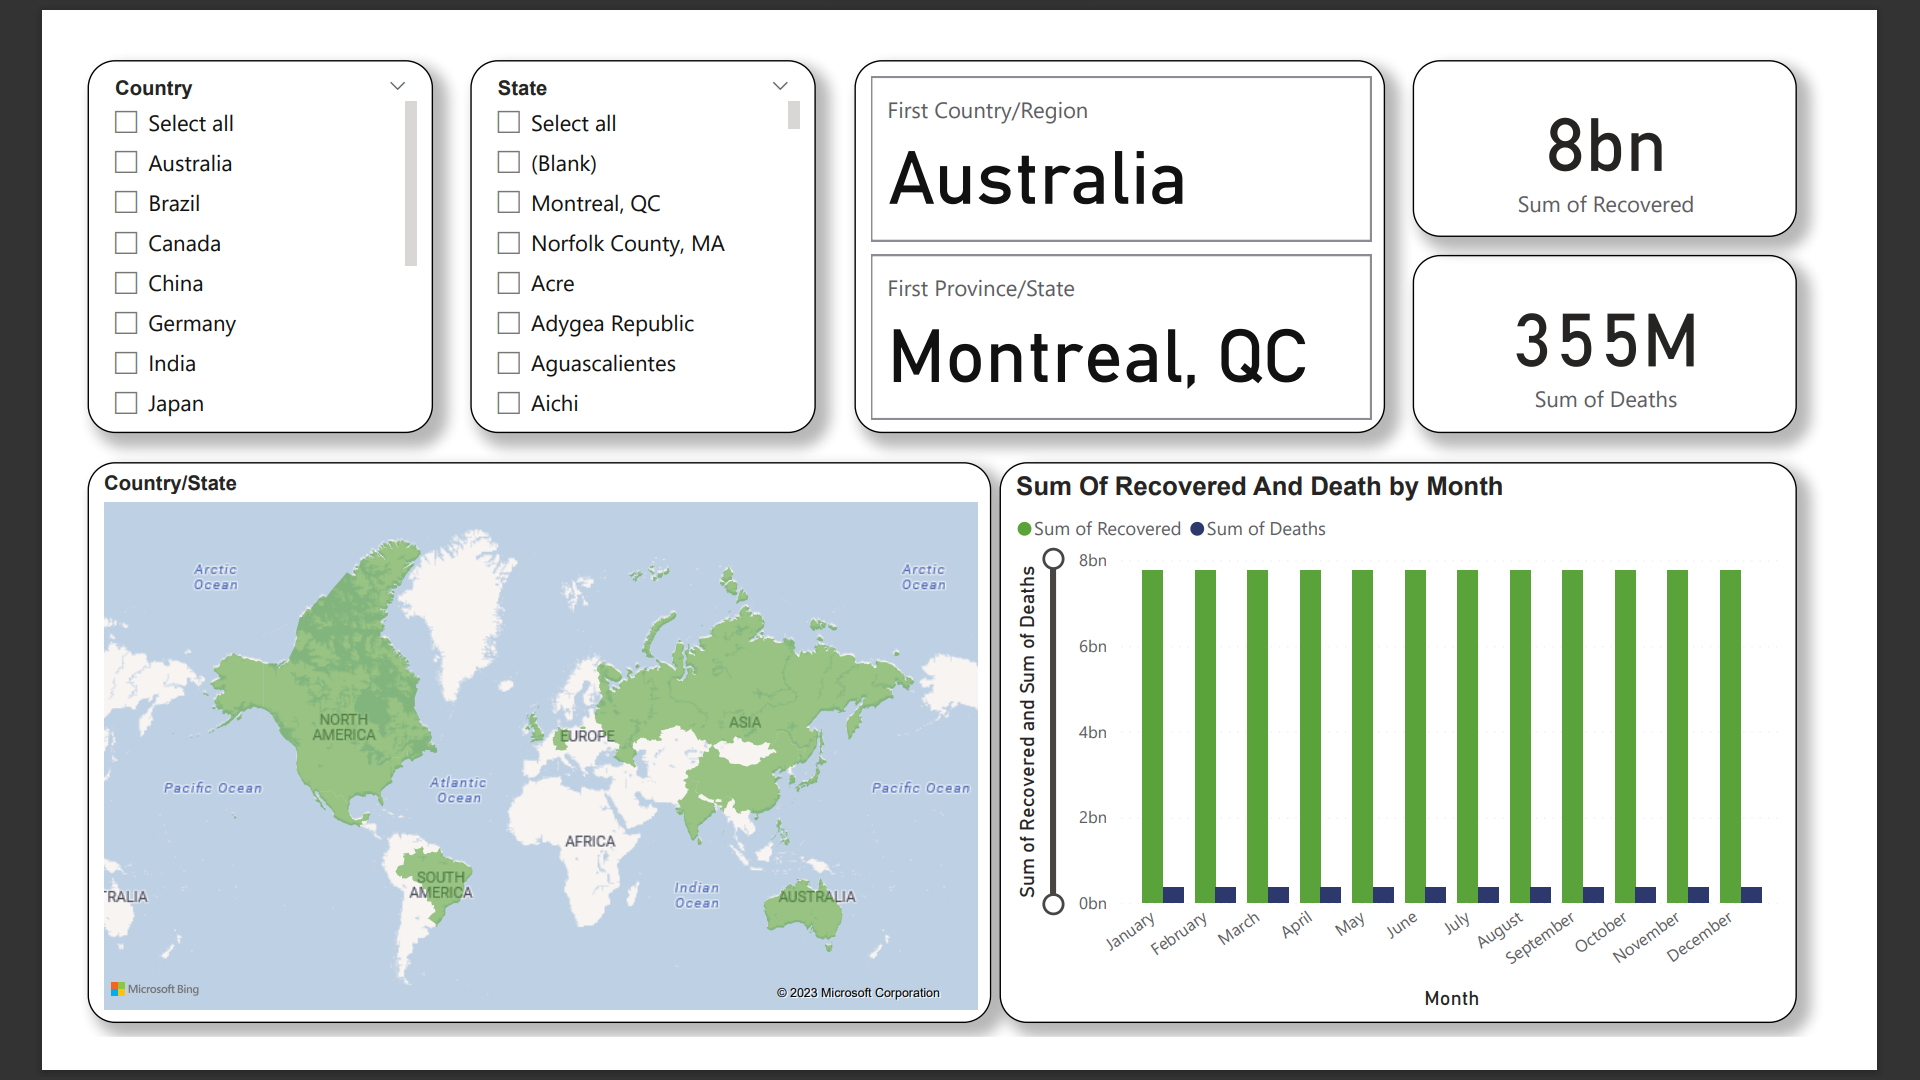 Country
Select all
Australia
Brazil
Canada
China
Germany
India
Japan
State
Select all
(Blank)
Montreal, QC
Norfolk County, MA
Acre
Adygea Republic
Aguascalientes
Aichi
First Country/Region
Australia
First Province/State
Montreal, QC
8bn
Sum of Recovered
355M
Sum of Deaths
Country/State
Arctic
Ocean
Arctic
Ocean
NORTH
AMERICA
EUROPE
ASIA
Pacific Ocean
Atlantic
Ocean
Pacific Ocean
AFRICA
SOUTH
AMERICA
Indian
Ocean
TRALIA
AUSTRALIA
Microsoft Bing
© 2023 Microsoft Corporation
Sum Of Recovered And Death by Month
Sum of Recovered Sum of Deaths
Sum of Recovered and Sum of Deaths
8bn
6bn
4bn
2bn
0bn
January
February
March
April
May
June
July
August
September
October
November
December
Month